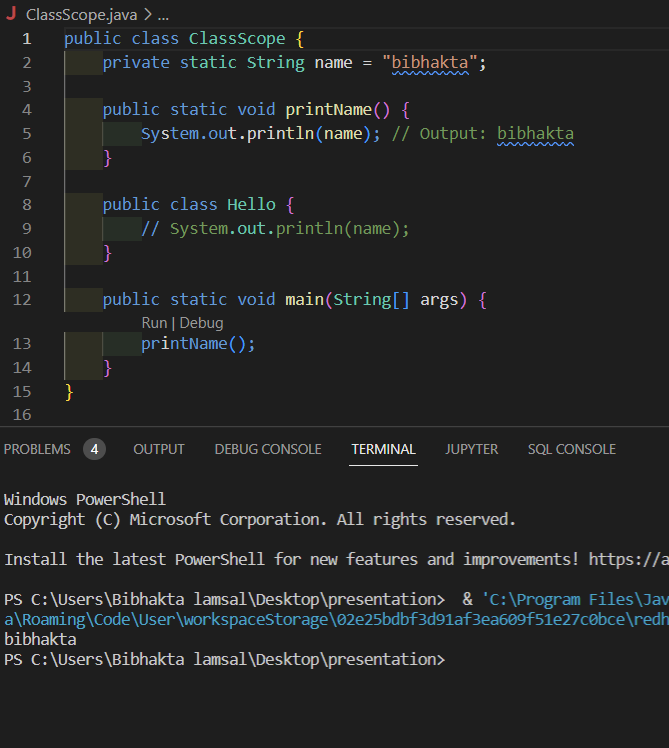 J ClassScope.java > ...
1 public class ClassScope {
2     private static String name = "bibhakta";
3
4     public static void printName() {
5         System.out.println(name); // Output: bibhakta
6     }
7
8     public class Hello {
9         // System.out.println(name);
10     }
11
12     public static void main(String[] args) {
Run | Debug
13         printName();
14     }
15 }
16
PROBLEMS 4 OUTPUT DEBUG CONSOLE TERMINAL JUPYTER SQL CONSOLE
Windows PowerShell
Copyright (C) Microsoft Corporation. All rights reserved.
Install the latest PowerShell for new features and improvements! https://a
PS C:\Users\Bibhakta lamsal\Desktop\presentation>  & 'C:\Program Files\Jav
a\Roaming\Code\User\workspaceStorage\02e25bdbf3d91af3ea609f51e27c0bce\redh
bibhakta
PS C:\Users\Bibhakta lamsal\Desktop\presentation>